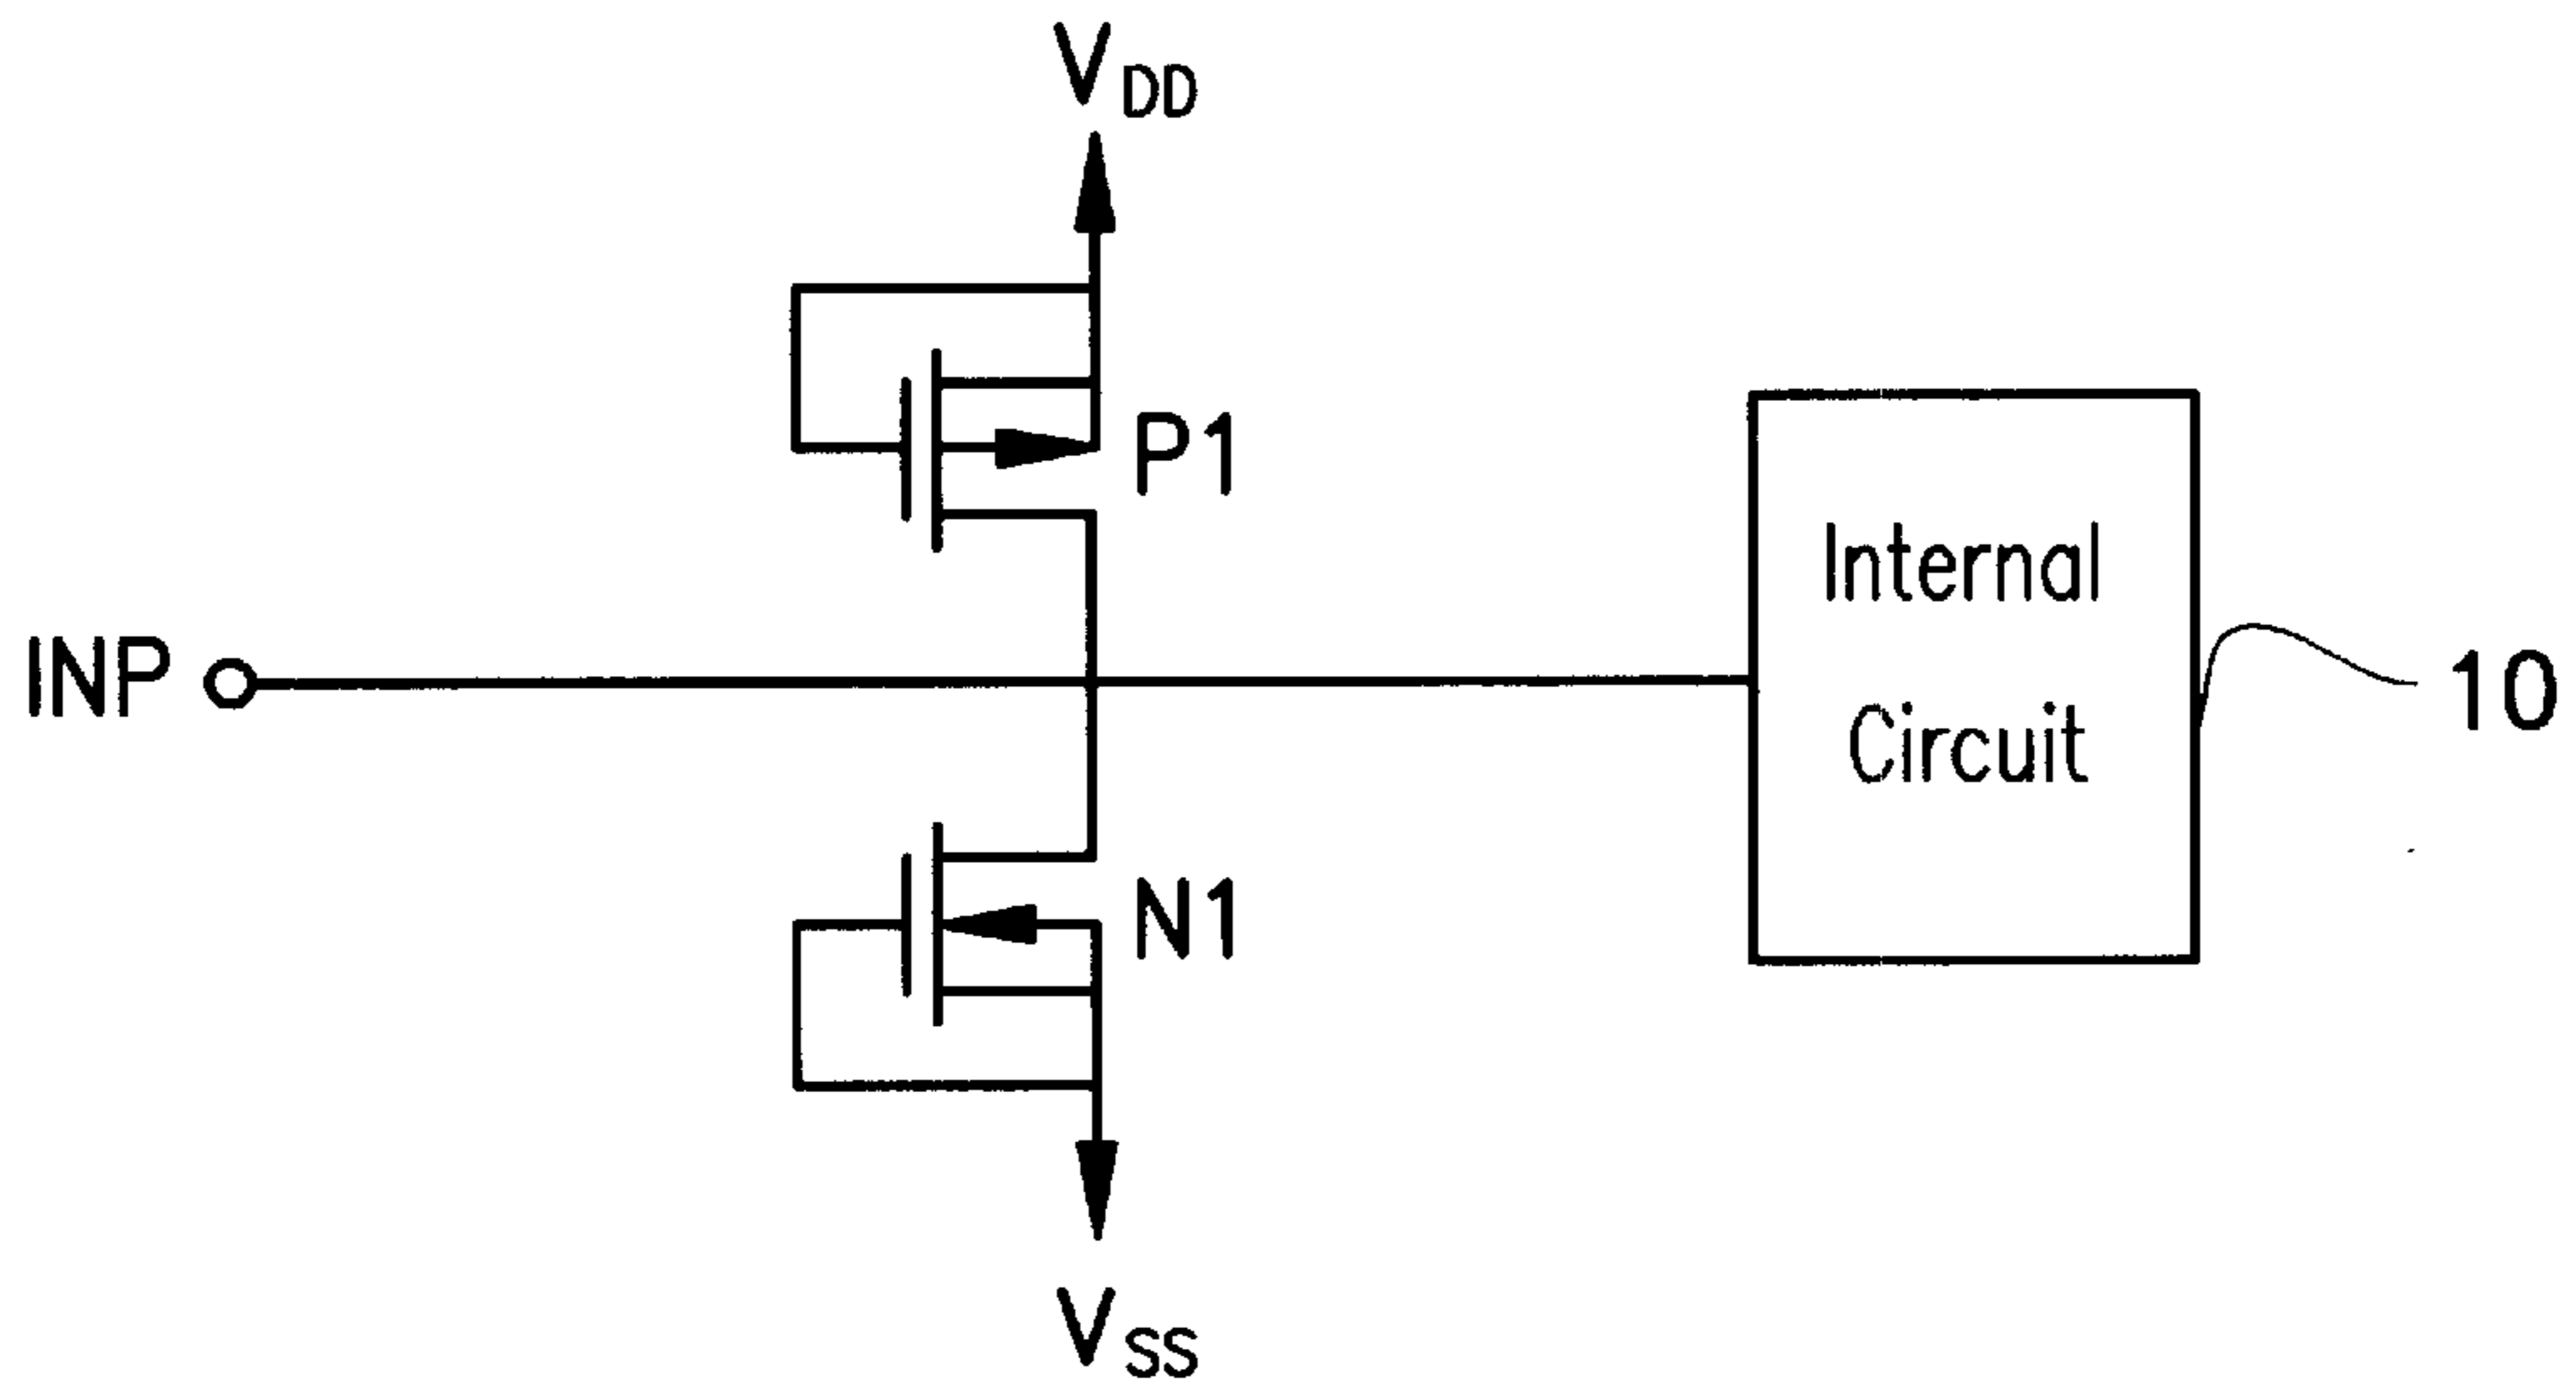 VDD
P1
Internal
Circuit
INP
10
N1
VSS